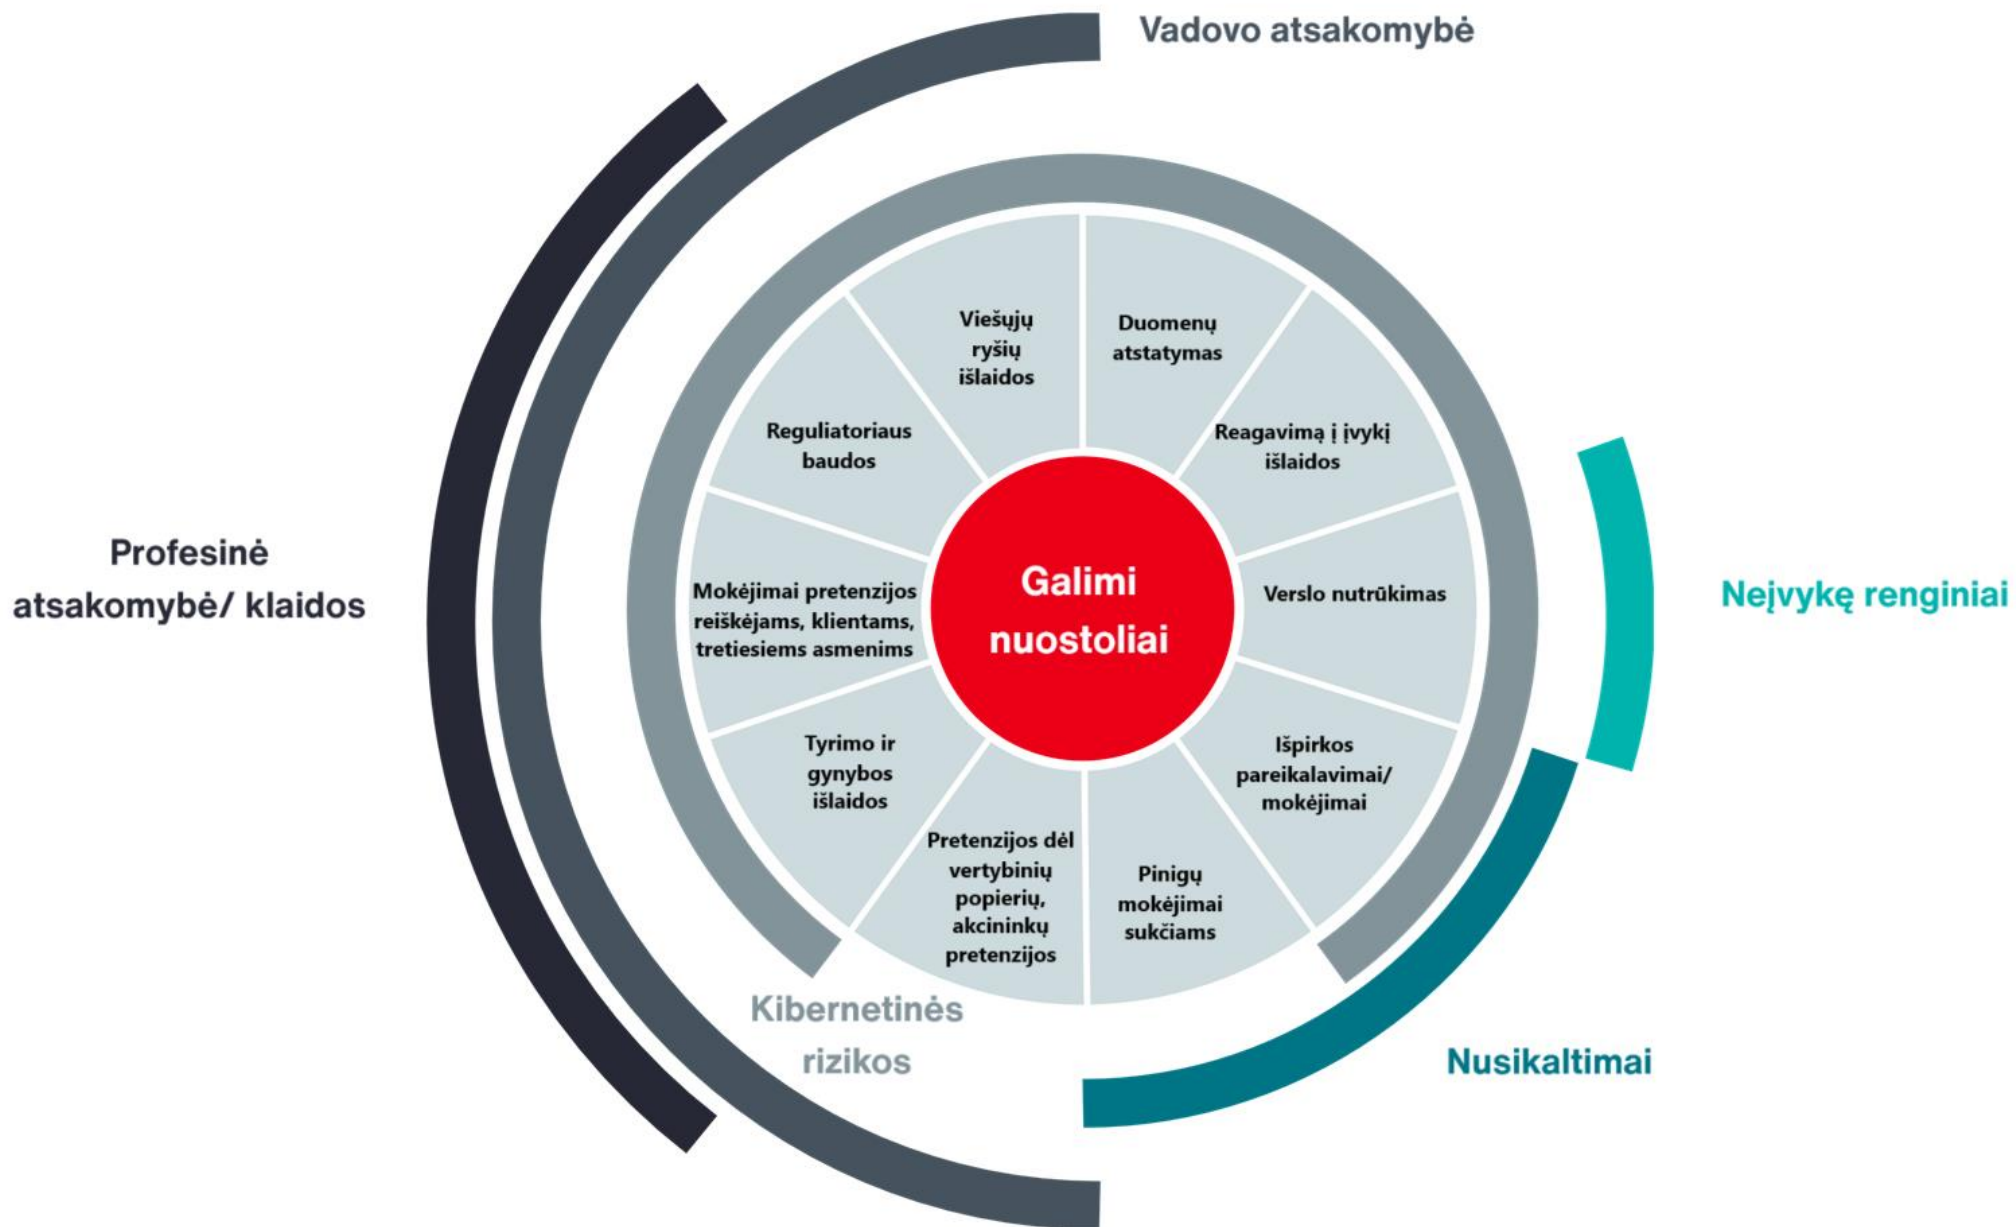 Vadovo atsakomybė
Viešųjų
ryšių
išlaidos
Duomenų
atstatymas
Reguliatoriaus
baudos
Reagavimą į įvykį
išlaidos
Profesinė
atsakomybė/ klaidos
Mokėjimai pretenzijos
reiškėjams, klientams,
tretiesiems asmenims
Galimi
nuostoliai
Verslo nutrūkimas
Neįvykę renginiai
Tyrimo ir
gynybos
išlaidos
Išpirkos
pareikalavimai/
mokėjimai
Pretenzijos dėl
vertybinių
popierių,
akcininkų
pretenzijos
Pinigų
mokėjimai
sukčiams
Kibernetinės
rizikos
Nusikaltimai